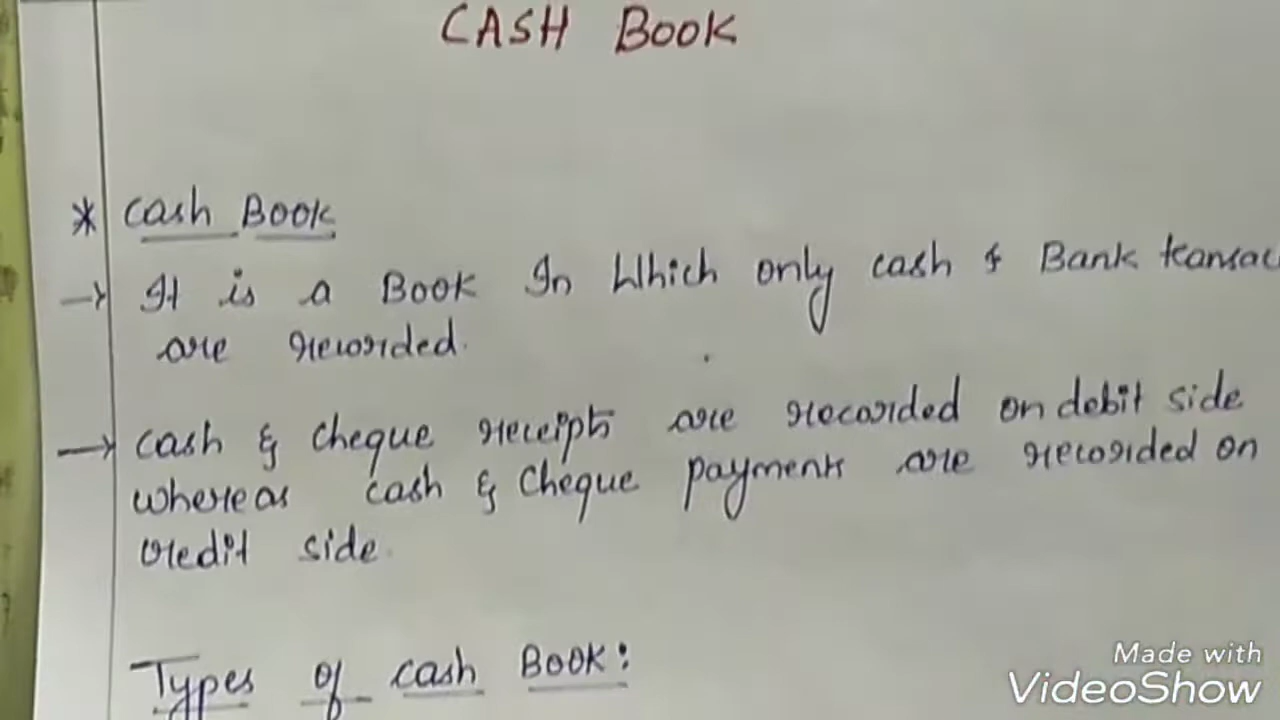 CASH BOOK
* Cash Book
→ It is a Book In Which only cash & Bank transac
are recorded.
→ cash & cheque receipts are recorded on debit side
whereas cash & cheque payments are recorded on
credit side.
Types of cash Book:
Made with
VideoShow